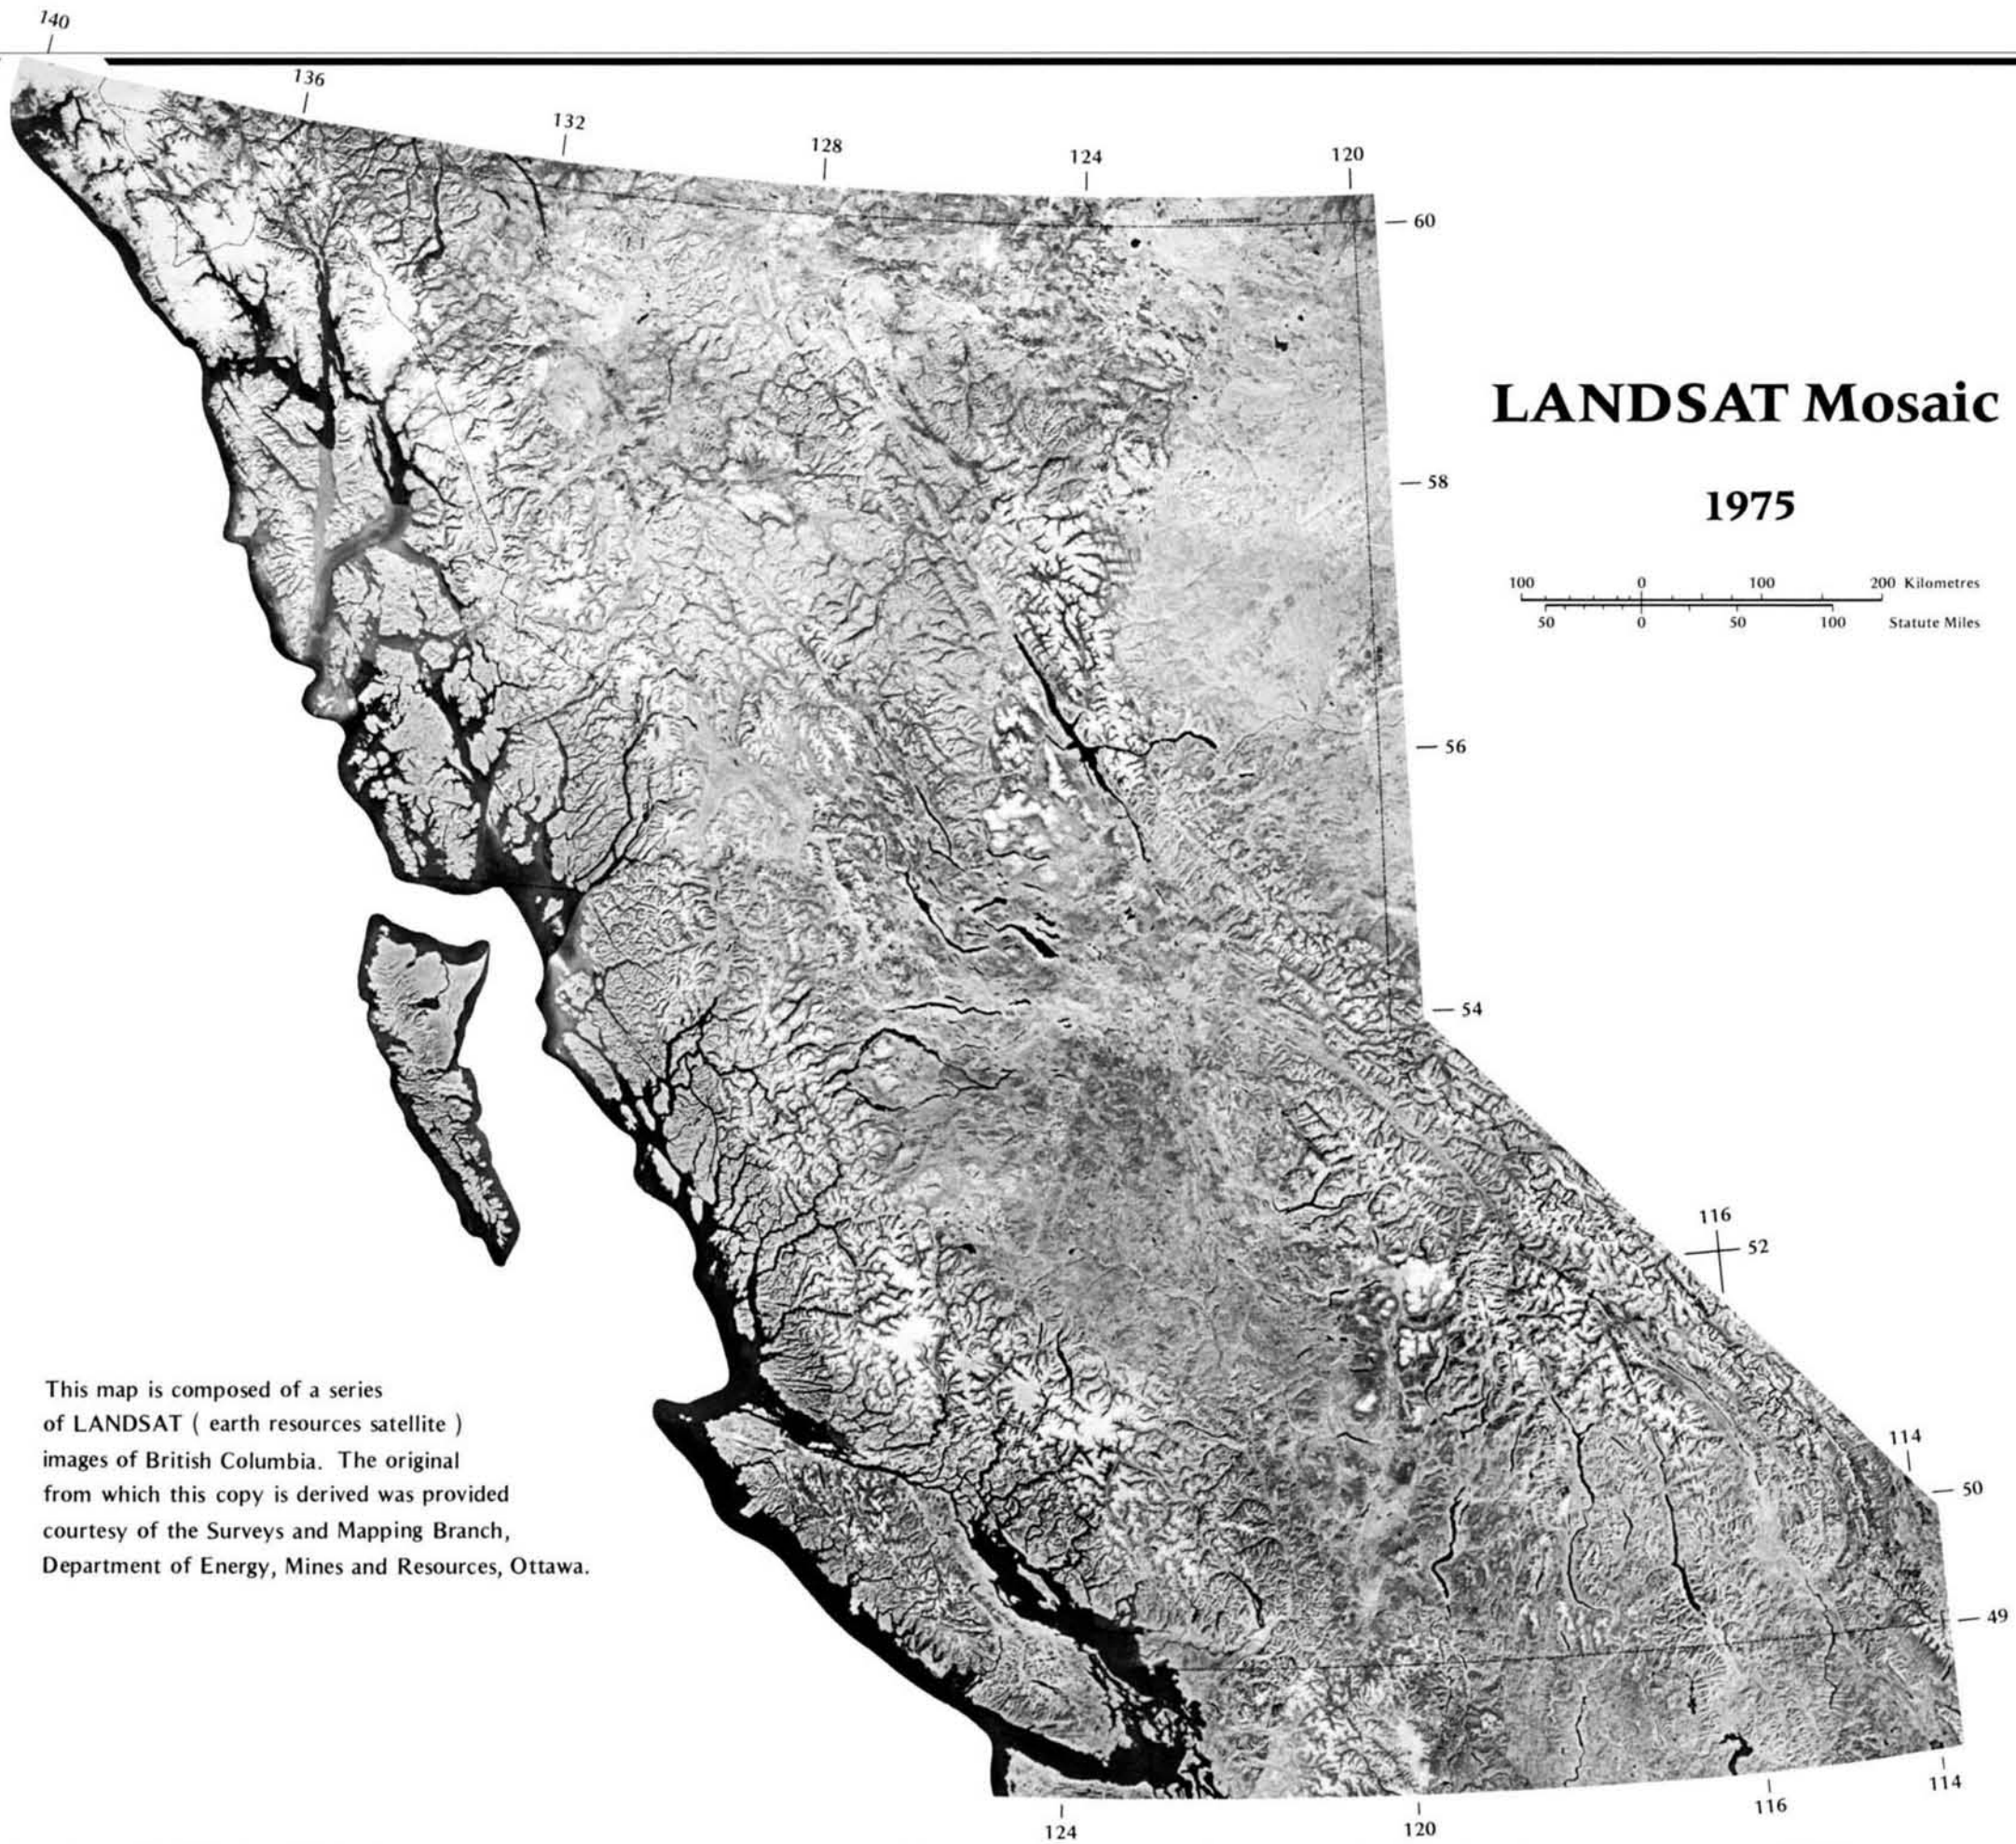 140
136
132
128
124
120
60
LANDSAT Mosaic
58
1975
100 0 100 200 Kilometres
50 0 50 100 Statute Miles
56
54
116
52
This map is composed of a series
of LANDSAT ( earth resources satellite )
images of British Columbia. The original
from which this copy is derived was provided
courtesy of the Surveys and Mapping Branch,
Department of Energy, Mines and Resources, Ottawa.
114
50
49
124
120
116
114